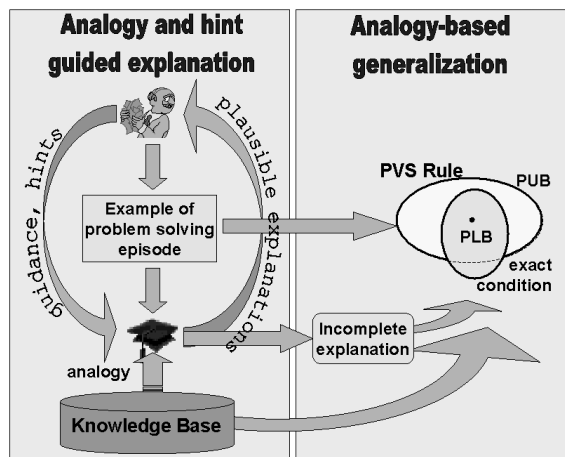 Analogy and hint
guided explanation
guidance, hints
plausible explanations
Example of
problem solving
episode
analogy
Knowledge Base
Analogy-based
generalization
PVS Rule
PUB
PLB
exact
condition
Incomplete
explanation